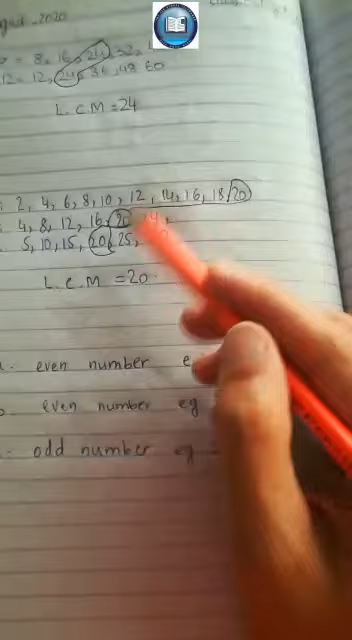 2020
= 8, 16, 24, 32,
12 = 12, 24, 36, 48 60
L.C.M = 24
2, 4, 6, 8, 10, 12, 14, 16, 18, 20
4, 8, 12, 16, 20, 24,
5, 10, 15, 20, 25,
L.C.M = 20
even number
even number eg
odd number eg